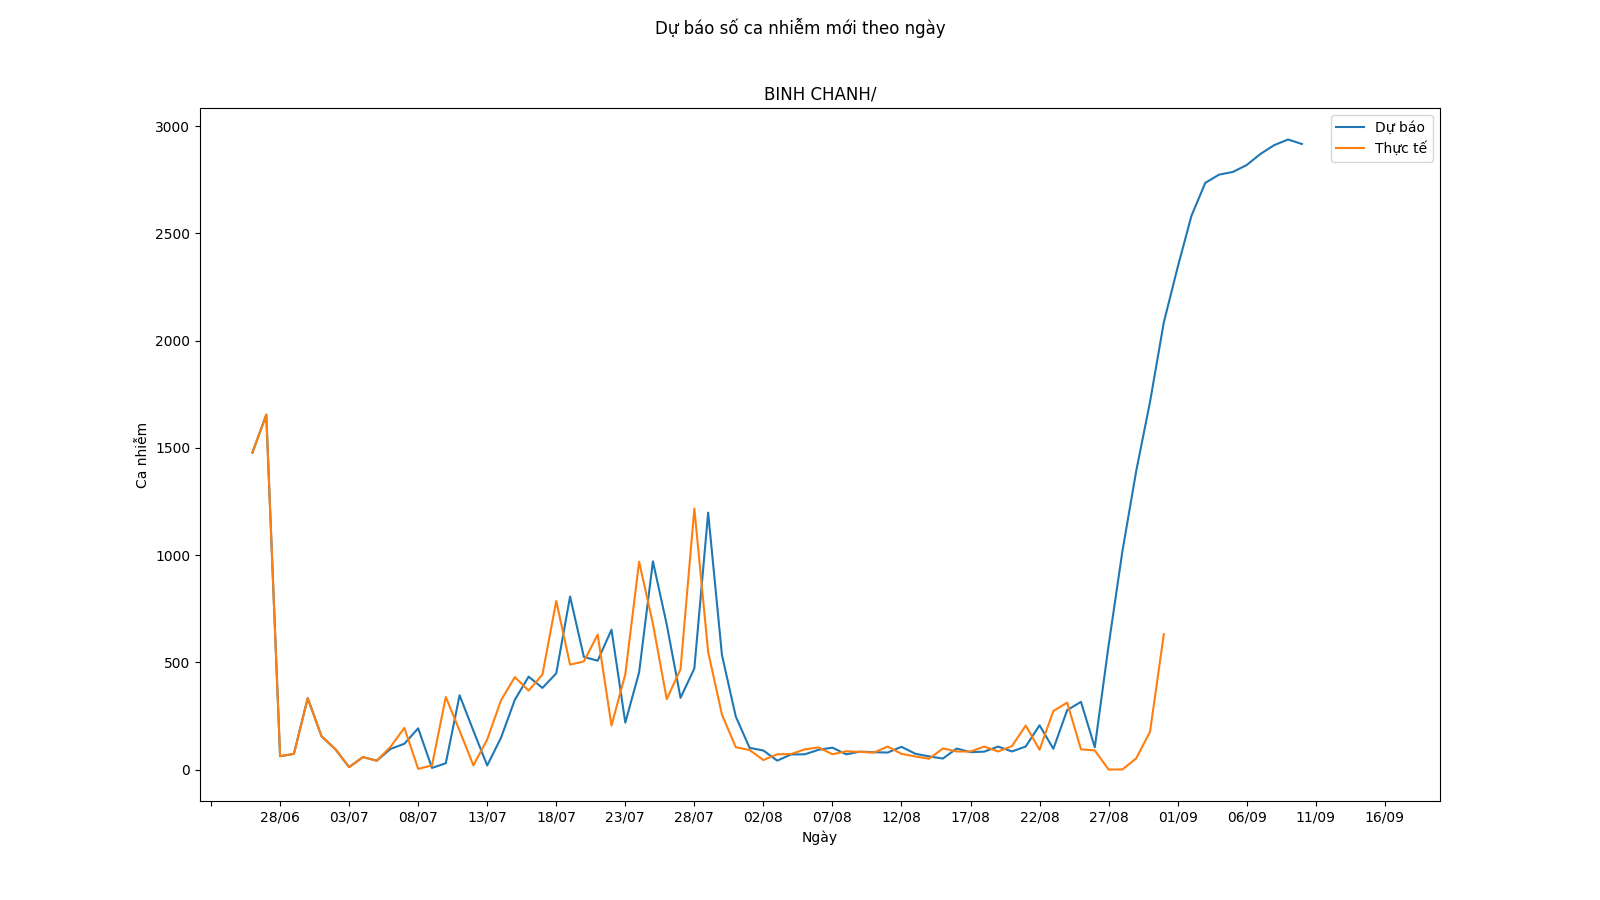 Dự báo số ca nhiễm mới theo ngày
BINH CHANH/
Dự báo
Thực tế
3000
2500
2000
1500
1000
500
0
Ca nhiễm
28/06 03/07 08/07 13/07 18/07 23/07 28/07 02/08 07/08 12/08 17/08 22/08 27/08 01/09 06/09 11/09 16/09
Ngày